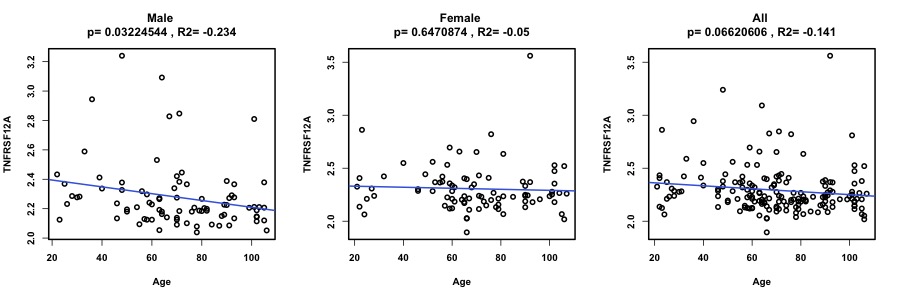 Male
p= 0.03224544 , R2= -0.234
TNFRSF12A
3.2
3.0
2.8
2.6
2.4
2.2
2.0
20 40 60 80 100
Age
Female
p= 0.6470874 , R2= -0.05
TNFRSF12A
3.5
3.0
2.5
2.0
20 40 60 80 100
Age
All
p= 0.06620606 , R2= -0.141
TNFRSF12A
3.5
3.0
2.5
2.0
20 40 60 80 100
Age